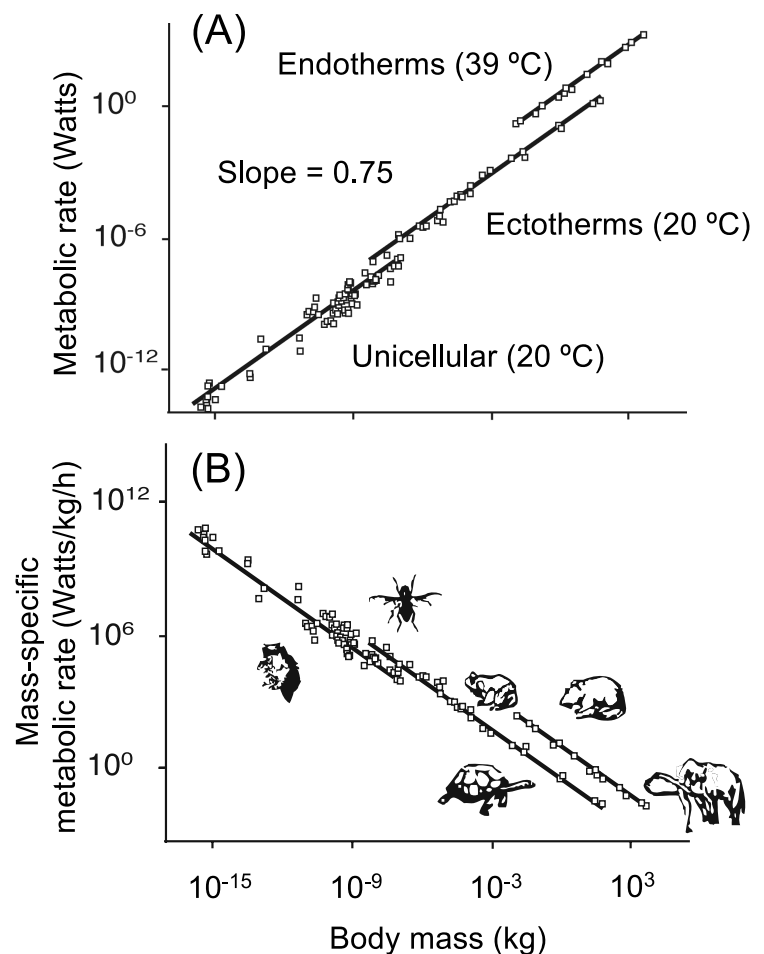 (A)
Endotherms (39 ºC)
Slope = 0.75
Ectotherms (20 ºC)
Unicellular (20 ºC)
Metabolic rate (Watts)
10⁰
10⁻⁶
10⁻¹²
(B)
Mass-specific
metabolic rate (Watts/kg/h)
10¹²
10⁶
10⁰
10⁻¹⁵ 10⁻⁹ 10⁻³ 10³
Body mass (kg)